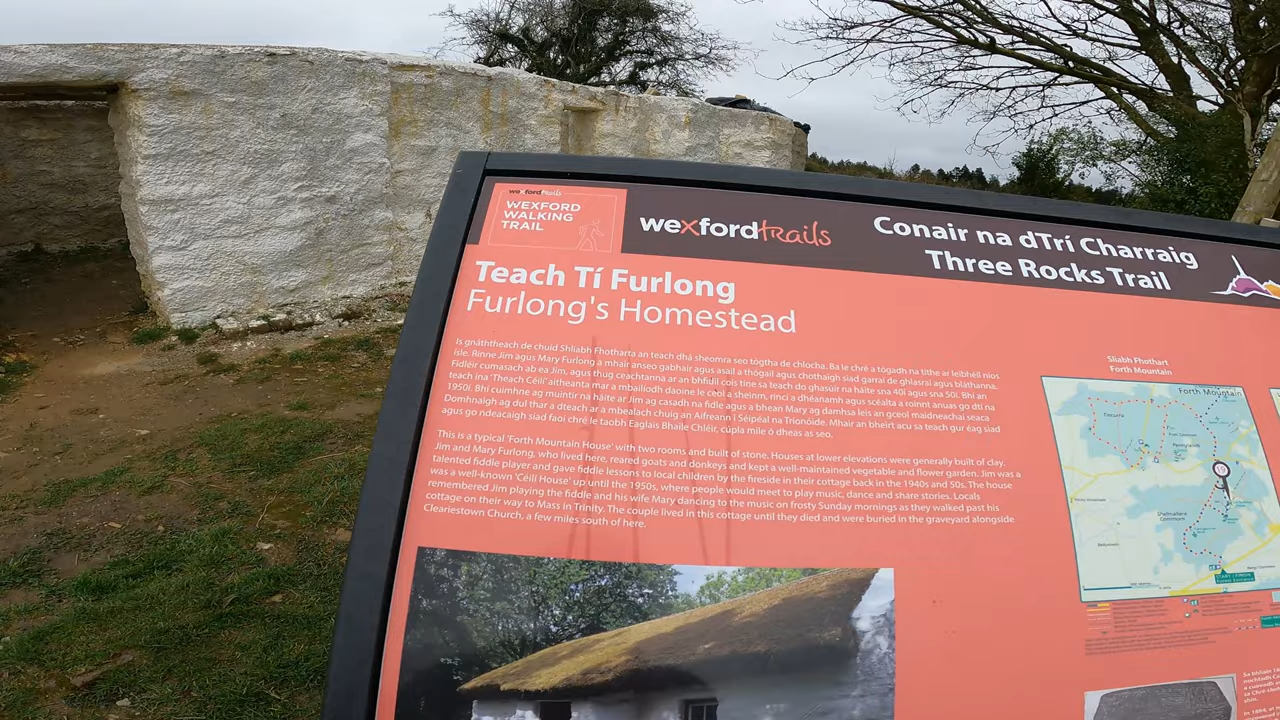 wexfordtrails
WEXFORD
WALKING
TRAIL
wexfordtrails
Conair na dTrí Charraig
Three Rocks Trail
Teach Tí Furlong
Furlong's Homestead
Is gnáththeach de chuid Shliabh Fhotharta an teach dhá sheomra seo tógtha de chlocha. Ba le chré a tógadh na tithe ar leibhéil níos
ísle. Rinne Jim agus Mary Furlong a mhair anseo gabhair agus asail a thógáil agus chothaigh siad garraí de ghlasraí agus bláthanna.
Fidléir cumasach ab ea Jim, agus thug ceachtanna ar an bhfidil cois tine sa teach do ghasúir na háite sna 40í agus sna 50í. Bhí an
teach ina 'Theach Céilí' aitheanta mar a mbailíodh daoine le ceol a sheinm, rincí a dhéanamh agus scéalta a roinnt anuas go dtí na
1950í. Bhí cuimhne ag muintir na háite ar Jim ag casadh na fidle agus a bhean Mary ag damhsa leis an gceol maidineachaí seaca
Domhnaigh ag dul thar a dteach ar a mbealach chuig an Aifreann i Séipéal na Tríonóide. Mhair an bheirt acu sa teach gur éag siad
agus go ndeacaigh siad faoi chré le taobh Eaglais Bhaile Chléir, cúpla míle ó dheas as seo.
This is a typical 'Forth Mountain House' with two rooms and built of stone. Houses at lower elevations were generally built of clay.
Jim and Mary Furlong, who lived here, reared goats and donkeys and kept a well-maintained vegetable and flower garden. Jim was a
talented fiddle player and gave fiddle lessons to local children by the fireside in their cottage back in the 1940s and 50s. The house
was a well-known 'Céilí House' up until the 1950s, where people would meet to play music, dance and share stories. Locals
remembered Jim playing the fiddle and his wife Mary dancing to the music on frosty Sunday mornings as they walked past his
cottage on their way to Mass in Trinity. The couple lived in this cottage until they died and were buried in the graveyard alongside
Cleariestown Church, a few miles south of here.
Sliabh Fhothart
Forth Mountain
Forth Mountain
Shelmaliere
Commons
START / FINISH